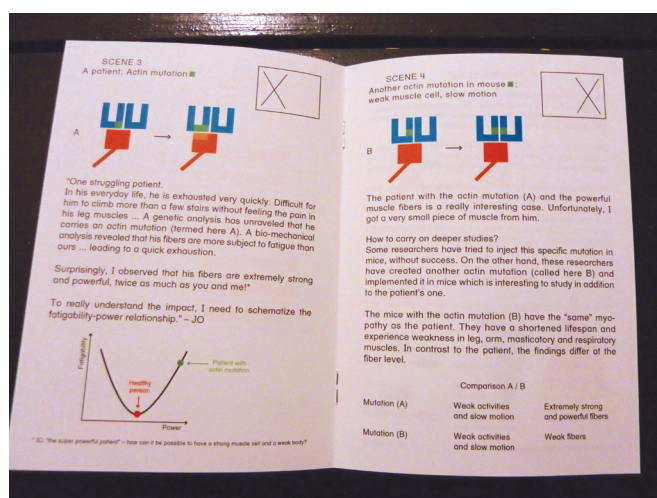 SCENE 3
A patient: Actin mutation
A
"One struggling patient.
In his everyday life, he is exhausted very quickly. Difficult for
him to climb more than a few stairs without feeling the pain in
his leg muscles ... A genetic analysis has unraveled that he
carries an actin mutation (termed here A). A bio-mechanical
analysis revealed that his fibers are more subject to fatigue than
ours ... leading to a quick exhaustion.
Surprisingly, I observed that his fibers are extremely strong
and powerful, twice as much as you and me!*
To really understand the impact, I need to schematize the
fatigability-power relationship." – JO
Fatigability
Patient with
actin mutation
Healthy
person
Power
* JO: "the super powerful patient" – how can it be possible to have a strong muscle cell and a weak body?
SCENE 4
Another actin mutation in mouse :
weak muscle cell, slow motion
B
The patient with the actin mutation (A) and the powerful
muscle fibers is a really interesting case. Unfortunately, I
got a very small piece of muscle from him.
How to carry on deeper studies?
Some researchers have tried to inject this specific mutation in
mice, without success. On the other hand, these researchers
have created another actin mutation (called here B) and
implemented it in mice which is interesting to study in addition
to the patient's one.
The mice with the actin mutation (B) have the "same" myo-
pathy as the patient. They have a shortened lifespan and
experience weakness in leg, arm, masticatory and respiratory
muscles. In contrast to the patient, the findings differ at the
fiber level.
Comparison A / B
Mutation (A) Weak activities Extremely strong
and slow motion and powerful fibers
Mutation (B) Weak activities Weak fibers
and slow motion